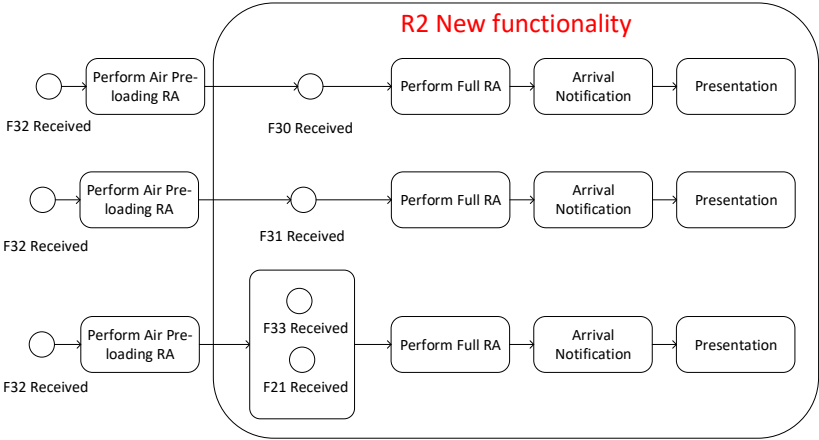 R2 New functionality
Perform Air Pre-
loading RA
Perform Full RA
Arrival
Notification
Presentation
F32 Received
F30 Received
Perform Air Pre-
loading RA
Perform Full RA
Arrival
Notification
Presentation
F32 Received
F31 Received
F33 Received
Perform Air Pre-
loading RA
Perform Full RA
Arrival
Notification
Presentation
F32 Received
F21 Received